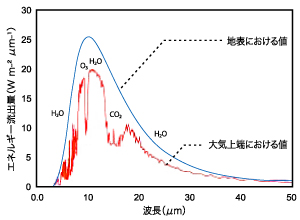 エネルギー流出量(W m⁻² μm⁻¹)
30
25
20
15
10
5
0
地表における値
O₃ H₂O
H₂O
CO₂
H₂O
大気上端における値
0 10 20 30 40 50
波長(μm)